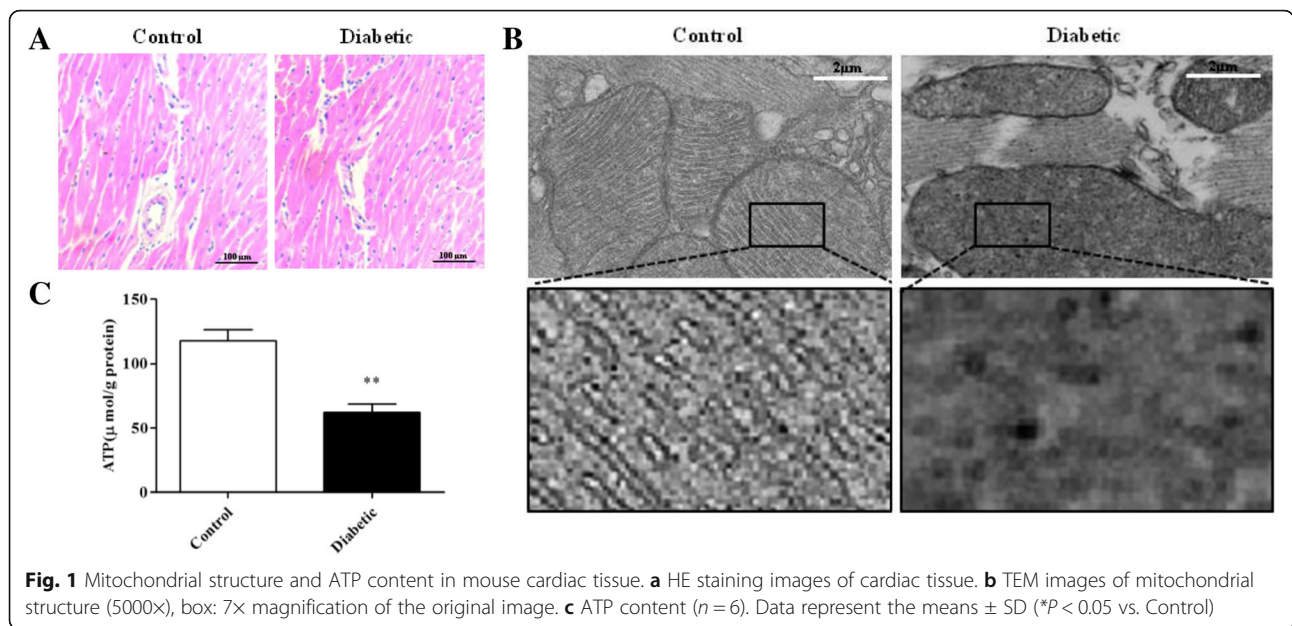 A
Control
Diabetic
100 μm
100 μm
B
Control
Diabetic
2μm
2μm
C
ATP(μ mol/g protein)
150
100
50
0
**
Control
Diabetic
Fig. 1 Mitochondrial structure and ATP content in mouse cardiac tissue. a HE staining images of cardiac tissue. b TEM images of mitochondrial
structure (5000×), box: 7× magnification of the original image. c ATP content (n = 6). Data represent the means ± SD (*P < 0.05 vs. Control)